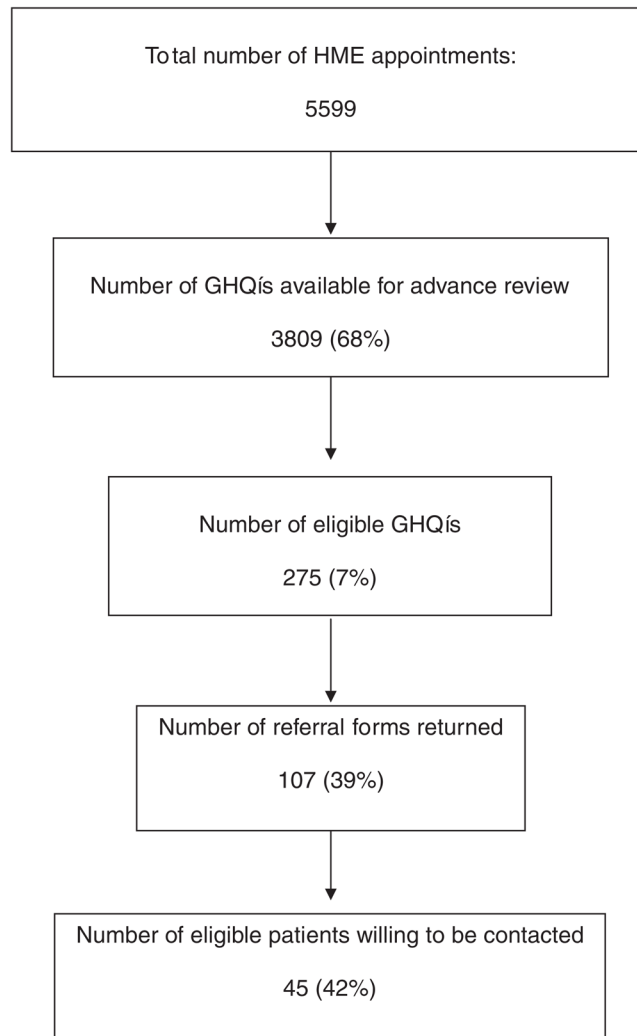 Total number of HME appointments:
5599
Number of GHQís available for advance review
3809 (68%)
Number of eligible GHQís
275 (7%)
Number of referral forms returned
107 (39%)
Number of eligible patients willing to be contacted
45 (42%)